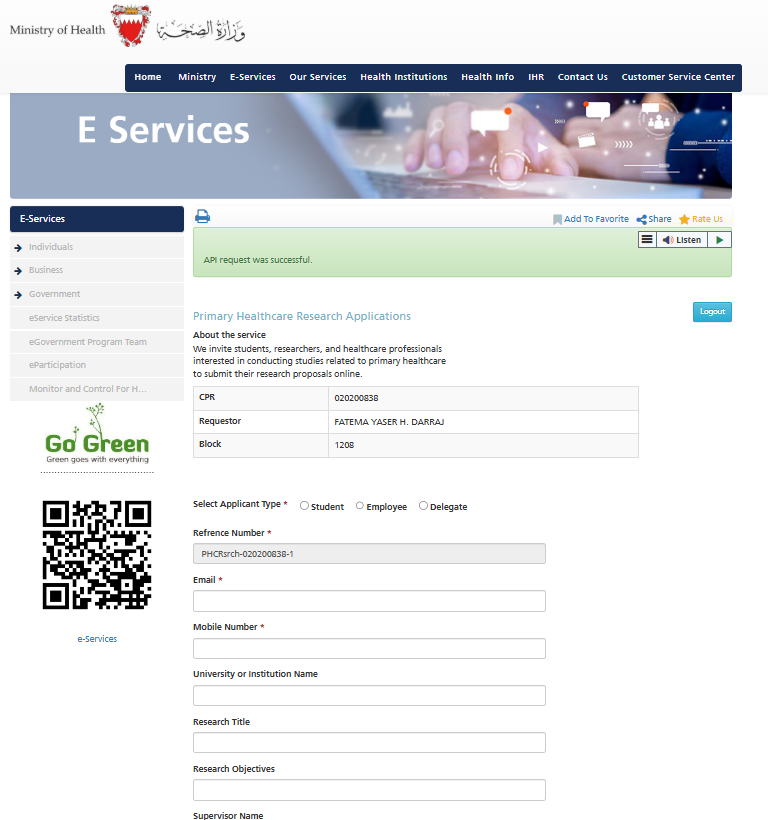 Ministry of Health
وزارة الصحة
Home Ministry E-Services Our Services Health Institutions Health Info IHR Contact Us Customer Service Center
E Services
E-Services
Individuals
Business
Government
eService Statistics
eGovernment Program Team
eParticipation
Monitor and Control For H...
Go Green
Green goes with everything
e-Services
Add To Favorite Share Rate Us
Listen
API request was successful.
Logout
Primary Healthcare Research Applications
About the service
We invite students, researchers, and healthcare professionals
interested in conducting studies related to primary healthcare
to submit their research proposals online.
CPR 020200838
Requestor FATEMA YASER H. DARRAJ
Block 1208
Select Applicant Type * Student Employee Delegate
Refrence Number *
PHCRsrch-020200838-1
Email *
Mobile Number *
University or Institution Name
Research Title
Research Objectives
Supervisor Name